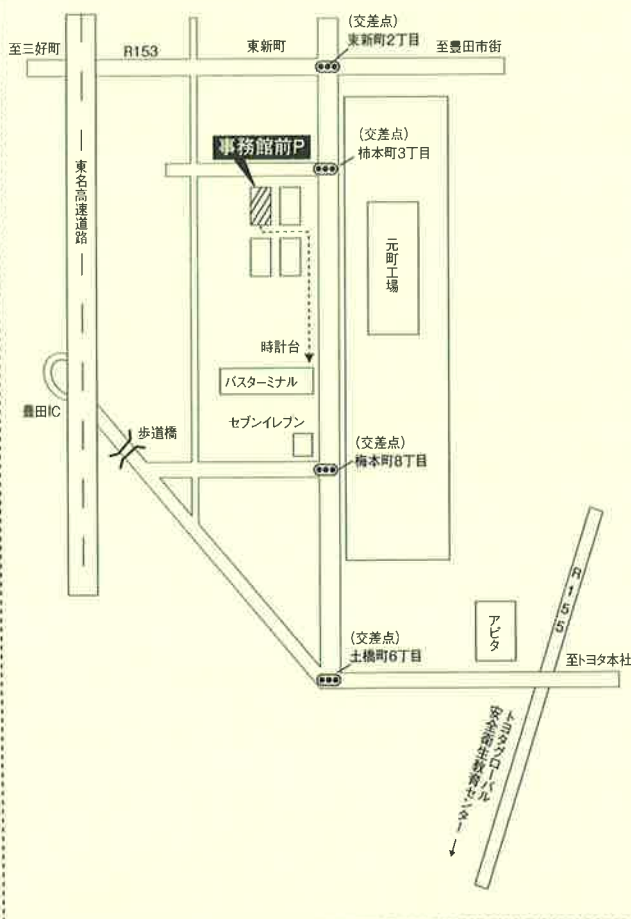 (交差点)
東新町2丁目
至三好町
R153
東新町
至豊田市街
事務館前P
(交差点)
柿本町3丁目
東名高速道路
元町工場
時計台
バスターミナル
豊田IC
歩道橋
セブンイレブン
(交差点)
梅本町8丁目
R155
アピタ
(交差点)
土橋町6丁目
至トヨタ本社
トヨタグローバル
安全衛生教育センター